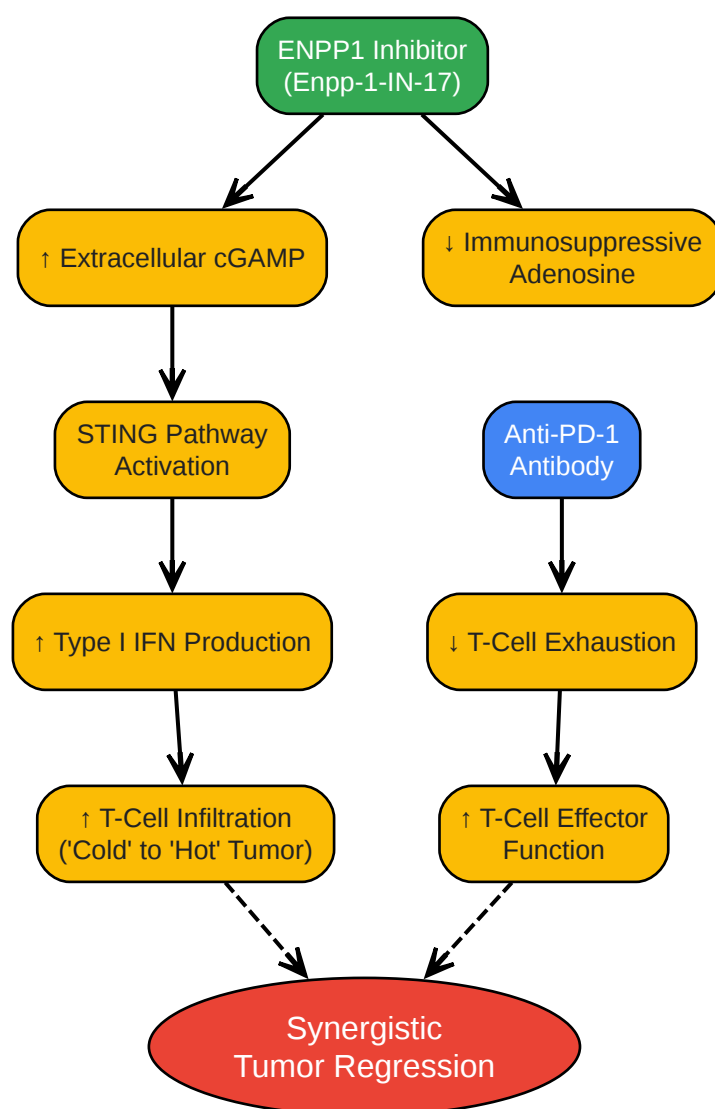 ENPP1 Inhibitor
(Enpp-1-IN-17)
↑ Extracellular cGAMP
↓ Immunosuppressive
Adenosine
STING Pathway
Activation
Anti-PD-1
Antibody
↑ Type I IFN Production
↓ T-Cell Exhaustion
↑ T-Cell Infiltration
('Cold' to 'Hot' Tumor)
↑ T-Cell Effector
Function
Synergistic
Tumor Regression